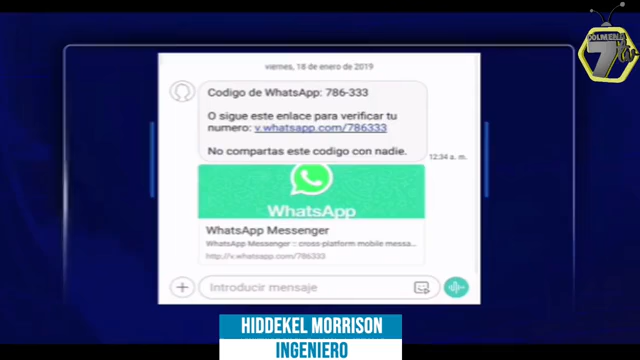 COLMENA
7
viernes, 18 de enero de 2019
Codigo de WhatsApp: 786-333
O sigue este enlace para verificar tu
numero: v.whatsapp.com/786333
No compartas este codigo con nadie.
12:34 a. m.
WhatsApp
WhatsApp Messenger
WhatsApp Messenger :: cross-platform mobile messa...
http://v.whatsapp.com/786333
Introducir mensaje
HIDDEKEL MORRISON
INGENIERO